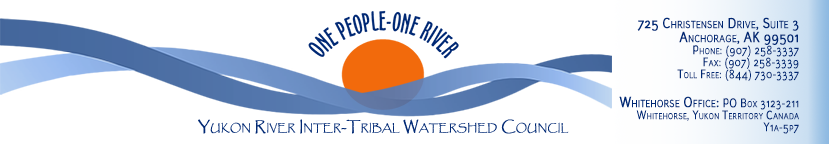 ONE PEOPLE-ONE RIVER
YUKON RIVER INTER-TRIBAL WATERSHED COUNCIL
725 CHRISTENSEN DRIVE, SUITE 3
ANCHORAGE, AK 99501
PHONE: (907) 258-3337
FAX: (907) 258-3339
TOLL FREE: (844) 730-3337
WHITEHORSE OFFICE: PO BOX 3123-211
WHITEHORSE, YUKON TERRITORY CANADA
Y1A-5P7